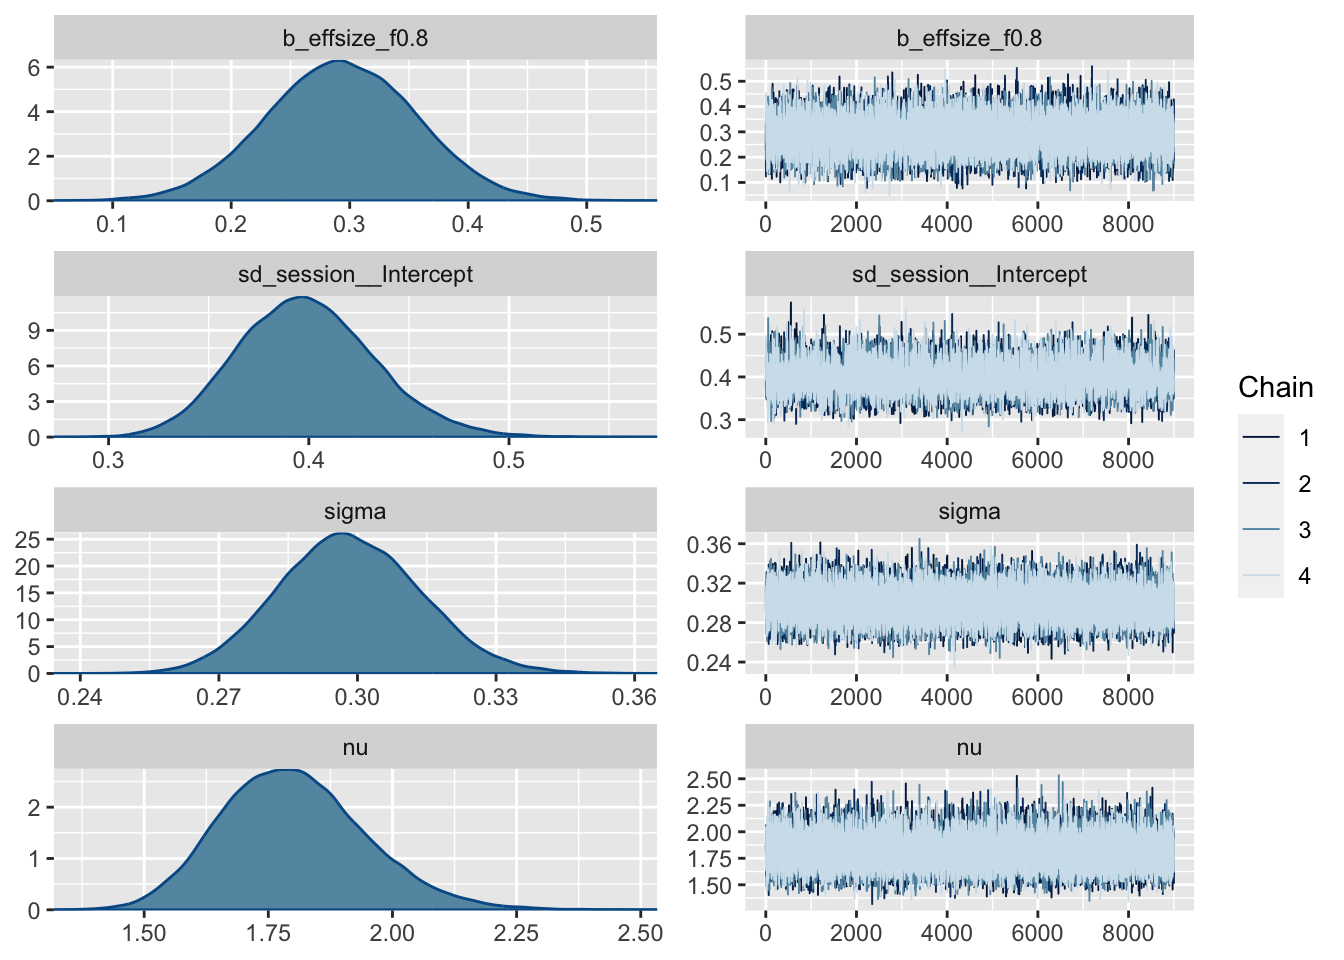 b_effsize_f0.8
6
4
2
0
0.1 0.2 0.3 0.4 0.5
b_effsize_f0.8
0.5
0.4
0.3
0.2
0.1
0 2000 4000 6000 8000
sd_session__Intercept
9
6
3
0
0.3 0.4 0.5
sd_session__Intercept
0.5
0.4
0.3
0 2000 4000 6000 8000
sigma
25
20
15
10
5
0
0.24 0.27 0.30 0.33 0.36
sigma
0.36
0.32
0.28
0.24
0 2000 4000 6000 8000
nu
2
1
0
1.50 1.75 2.00 2.25 2.50
nu
2.50
2.25
2.00
1.75
1.50
0 2000 4000 6000 8000
Chain
1
2
3
4